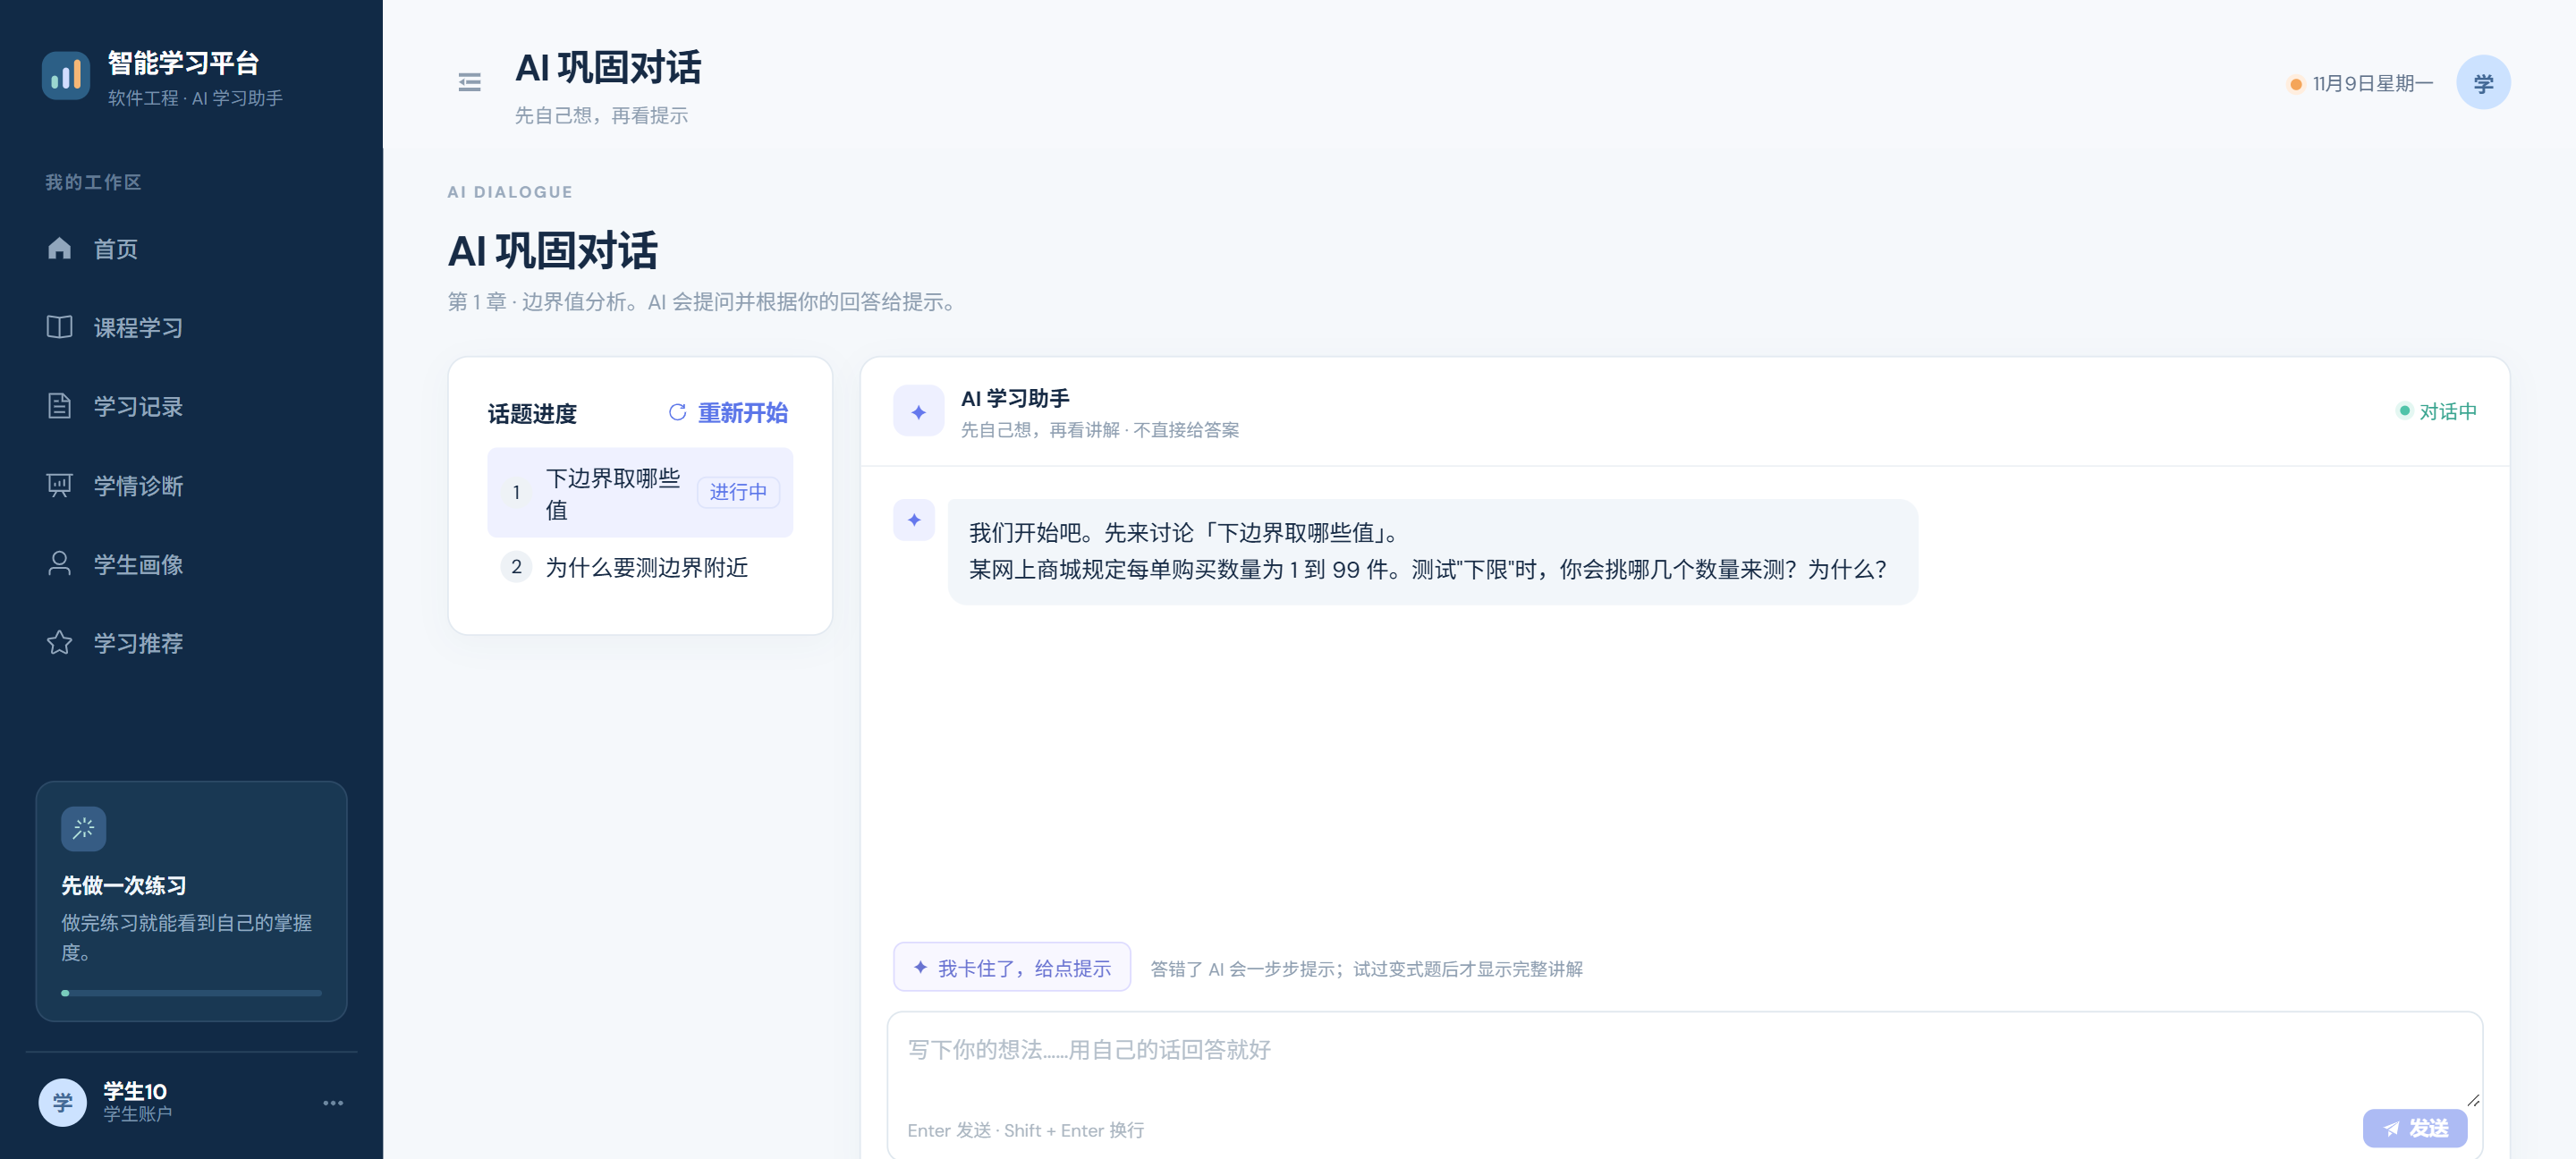 智能学习平台
软件工程 · AI 学习助手
我的工作区
首页
课程学习
学习记录
学情诊断
学生画像
学习推荐
先做一次练习
做完练习就能看到自己的掌握
度。
学
学生10
学生账户
AI 巩固对话
先自己想，再看提示
11月9日星期一
学
AI DIALOGUE
AI 巩固对话
第 1 章 · 边界值分析。AI 会提问并根据你的回答给提示。
话题进度
重新开始
1
下边界取哪些
值
进行中
2
为什么要测边界附近
AI 学习助手
先自己想，再看讲解 · 不直接给答案
对话中
我们开始吧。先来讨论「下边界取哪些值」。
某网上商城规定每单购买数量为 1 到 99 件。测试"下限"时，你会挑哪几个数量来测？为什么？
我卡住了，给点提示
答错了 AI 会一步步提示；试过变式题后才显示完整讲解
写下你的想法……用自己的话回答就好
Enter 发送 · Shift + Enter 换行
发送